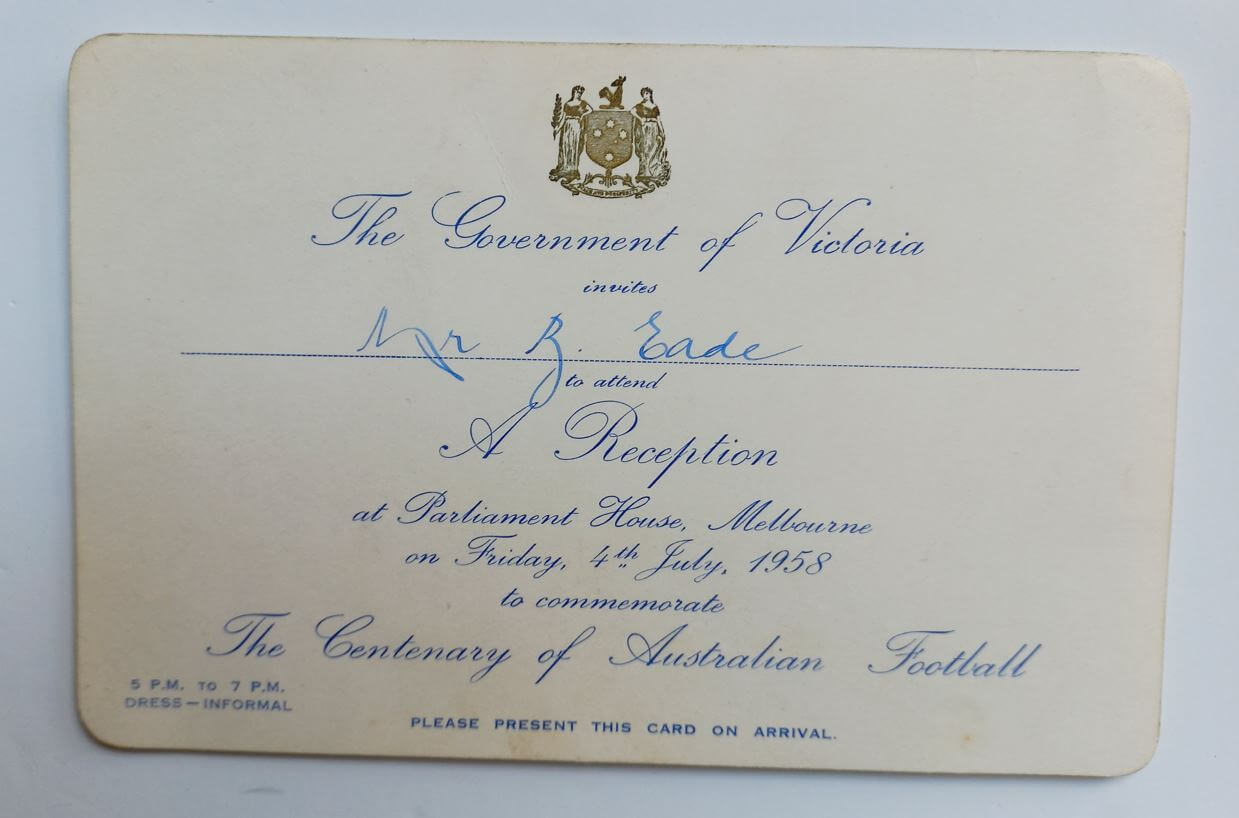 The Government of Victoria
invites
Mr R. Eade
to attend
A Reception
at Parliament House, Melbourne
on Friday, 4th July, 1958
to commemorate
The Centenary of Australian Football
5 P.M. TO 7 P.M.
DRESS — INFORMAL
PLEASE PRESENT THIS CARD ON ARRIVAL.